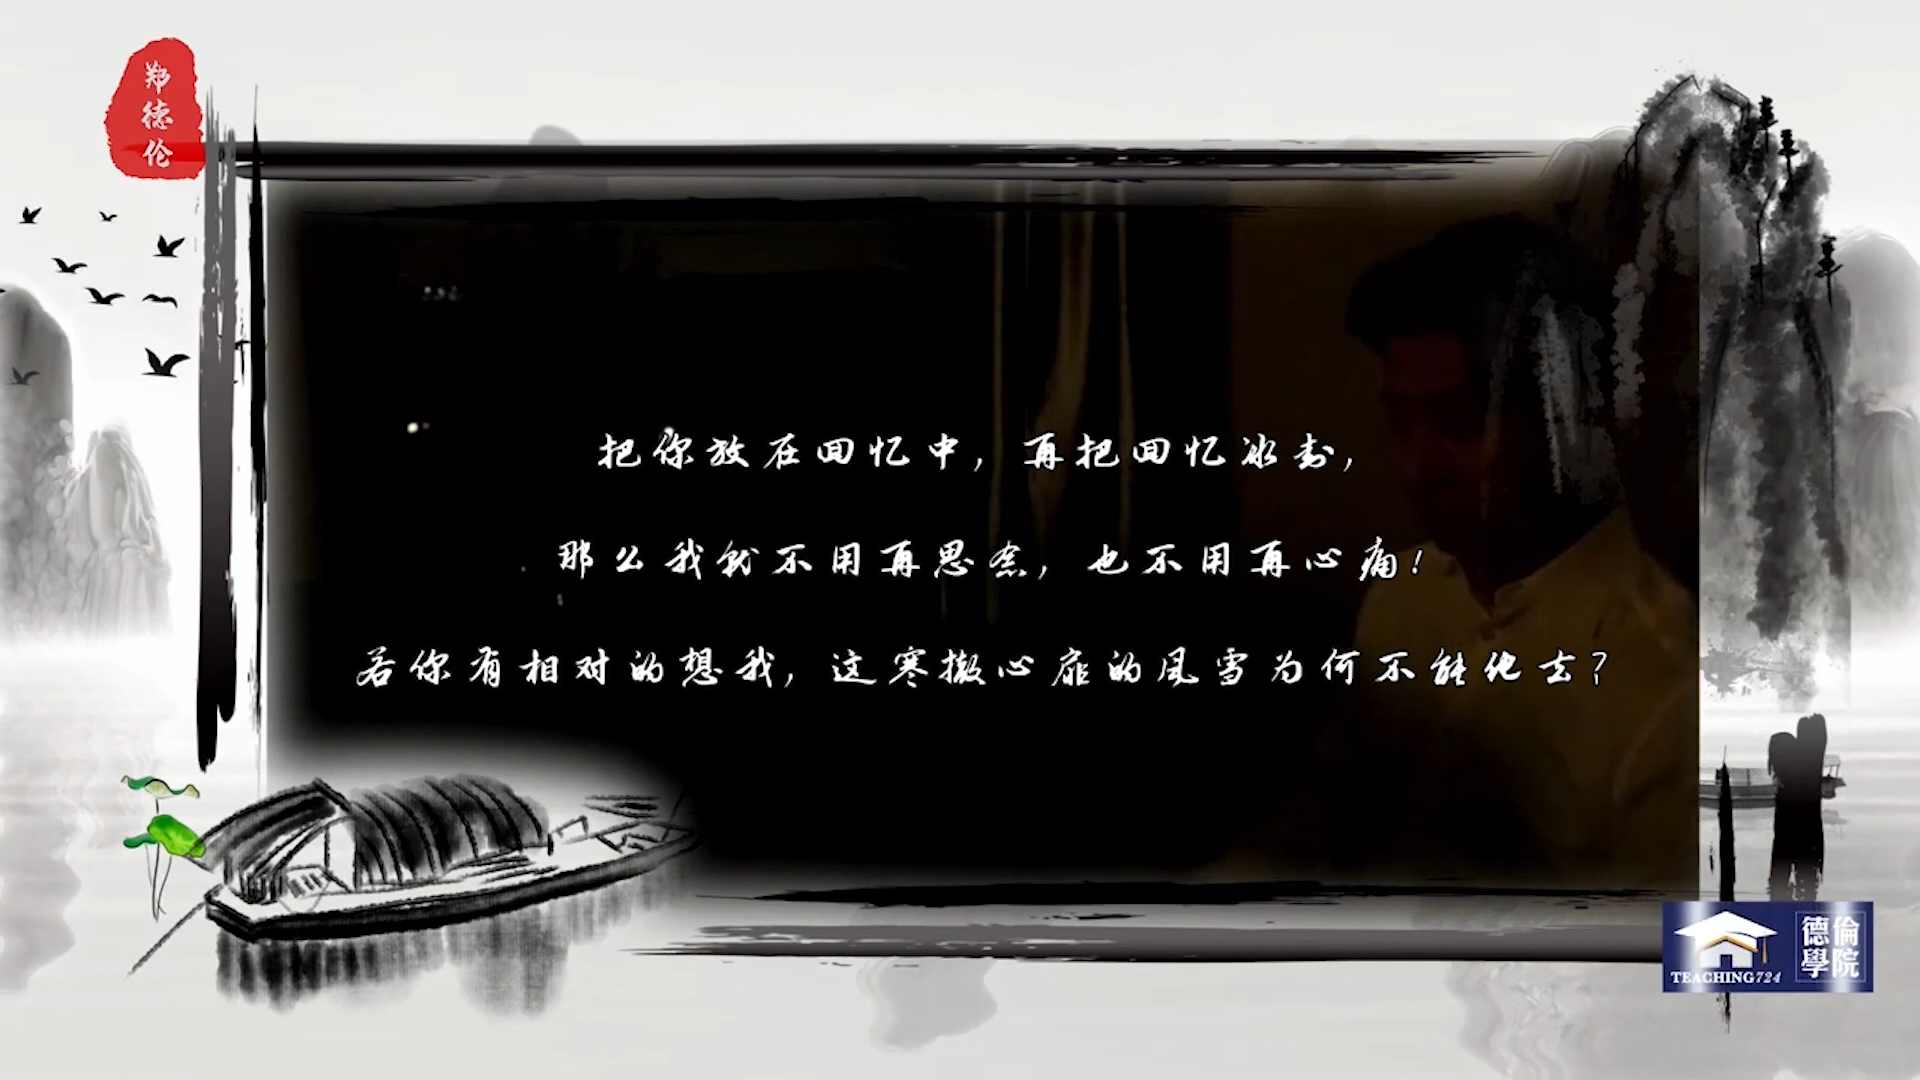 郑德伦
把你放在回忆中，再把回忆冰封，
那么我就不用再思念，也不用再心痛！
若你有相对的想我，这寒撤心扉的风雪为何不能化去？
TEACHING724
德倫
學院